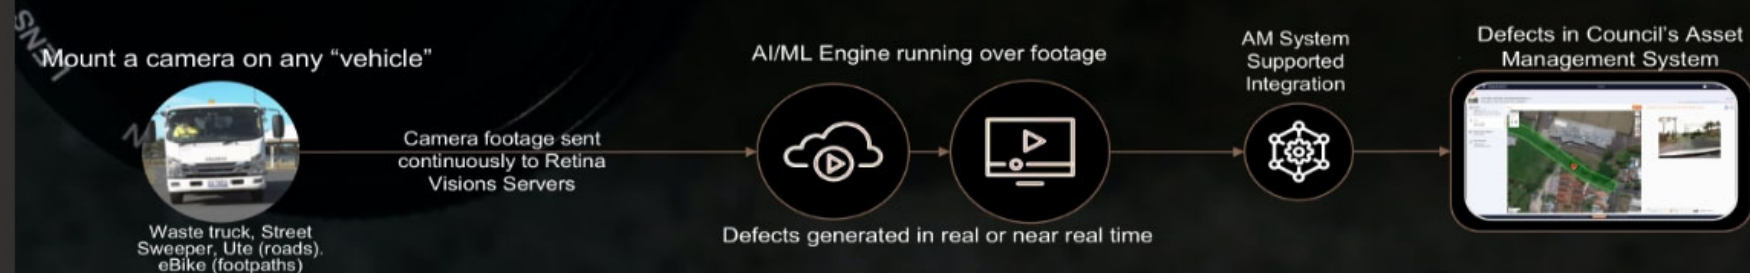 LENS
Mount a camera on any “vehicle”
Waste truck, Street
Sweeper, Ute (roads).
eBike (footpaths)
Camera footage sent
continuously to Retina
Visions Servers
AI/ML Engine running over footage
Defects generated in real or near real time
AM System
Supported
Integration
Defects in Council's Asset
Management System